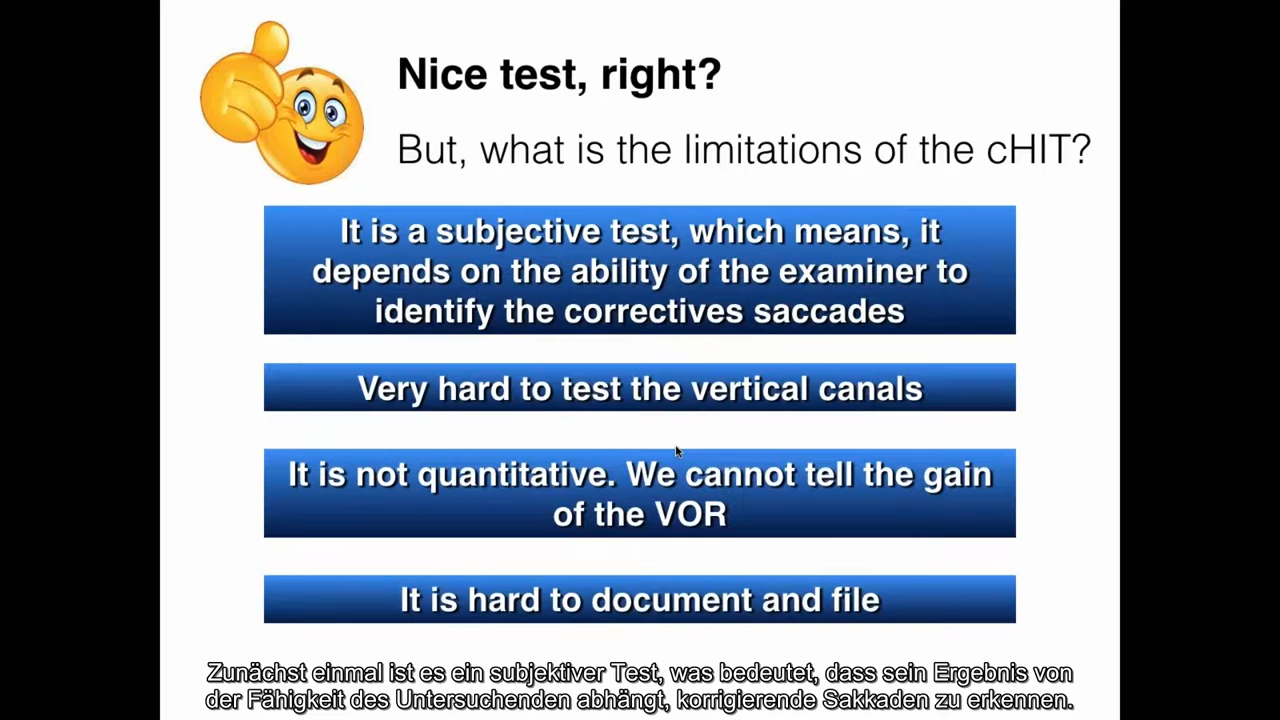 Nice test, right?
But, what is the limitations of the cHIT?
It is a subjective test, which means, it
depends on the ability of the examiner to
identify the correctives saccades
Very hard to test the vertical canals
It is not quantitative. We cannot tell the gain
of the VOR
It is hard to document and file
Zunächst einmal ist es ein subjektiver Test, was bedeutet, dass sein Ergebnis von
der Fähigkeit des Untersuchenden abhängt, korrigierende Sakkaden zu erkennen.